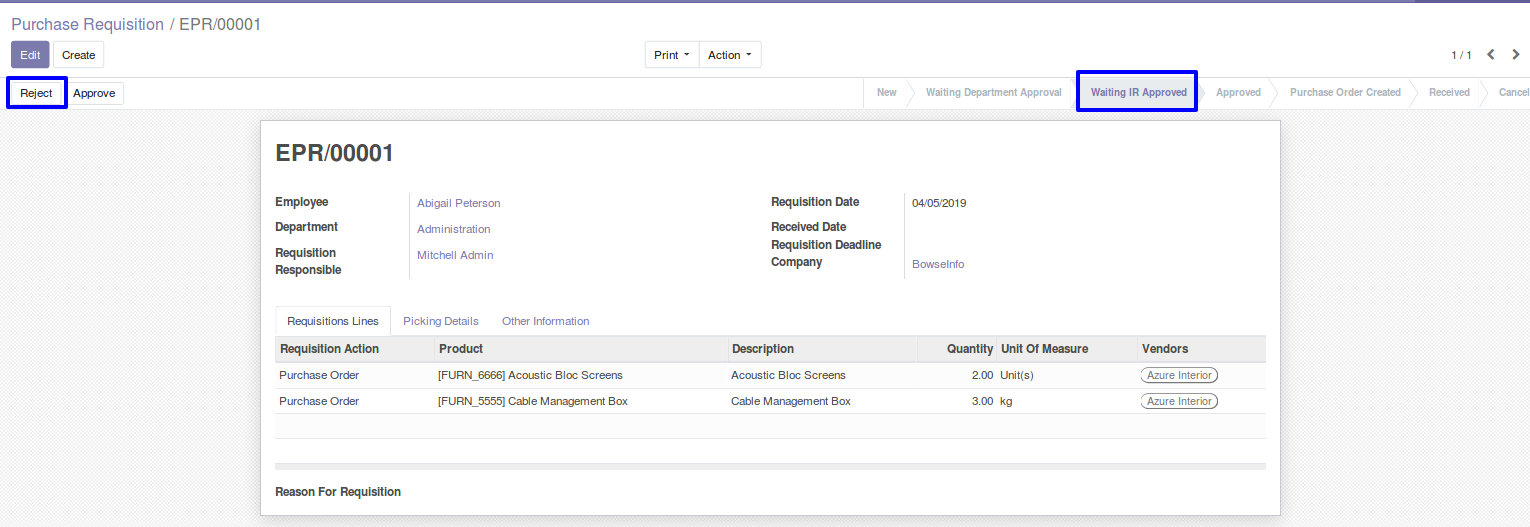 Purchase Requisition / EPR/00001
Edit Create Print Action 1 / 1
Reject Approve New Waiting Department Approval Waiting IR Approved Approved Purchase Order Created Received Cancel
EPR/00001
Employee Abigail Peterson Requisition Date 04/05/2019
Department Administration Received Date
Requisition Responsible Mitchell Admin Requisition Deadline
Company BowseInfo
Requisitions Lines Picking Details Other Information
Requisition Action Product Description Quantity Unit Of Measure Vendors
Purchase Order [FURN_6666] Acoustic Bloc Screens Acoustic Bloc Screens 2.00 Unit(s) Azure Interior
Purchase Order [FURN_5555] Cable Management Box Cable Management Box 3.00 kg Azure Interior
Reason For Requisition